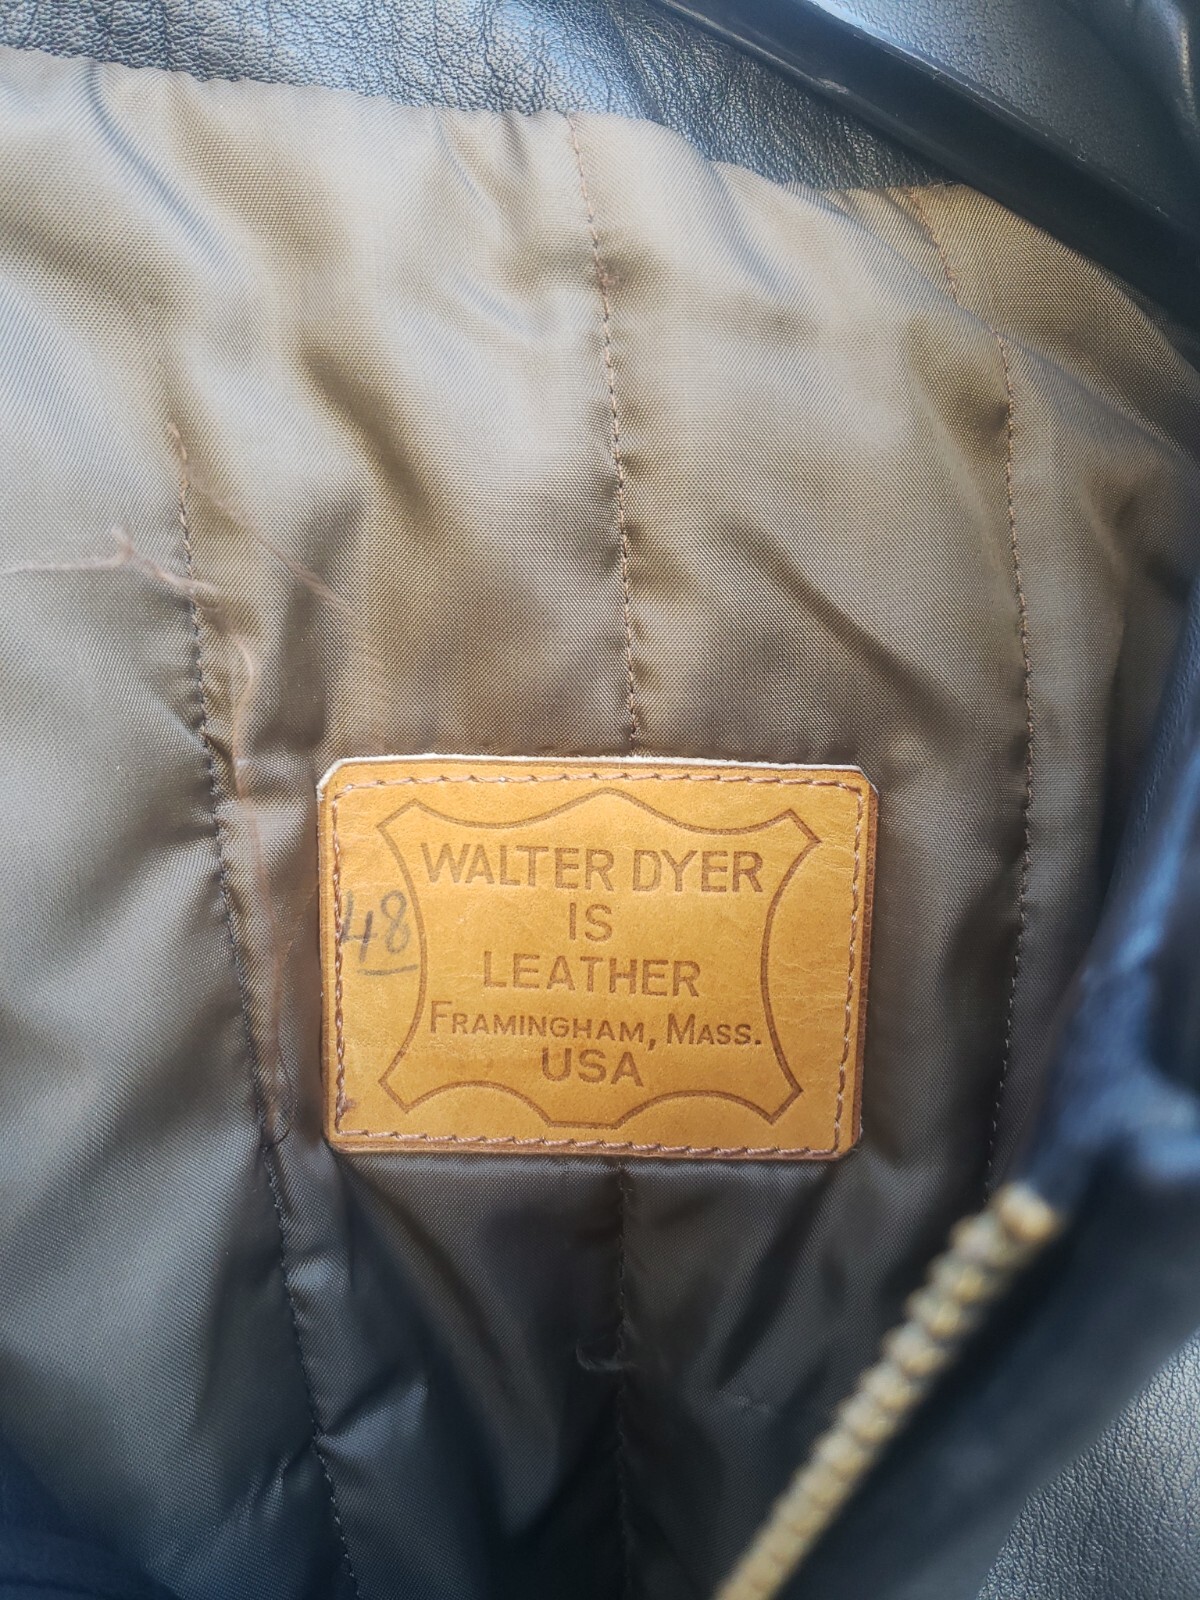 WALTER DYER
IS
48
LEATHER
FRAMINGHAM, MASS.
USA